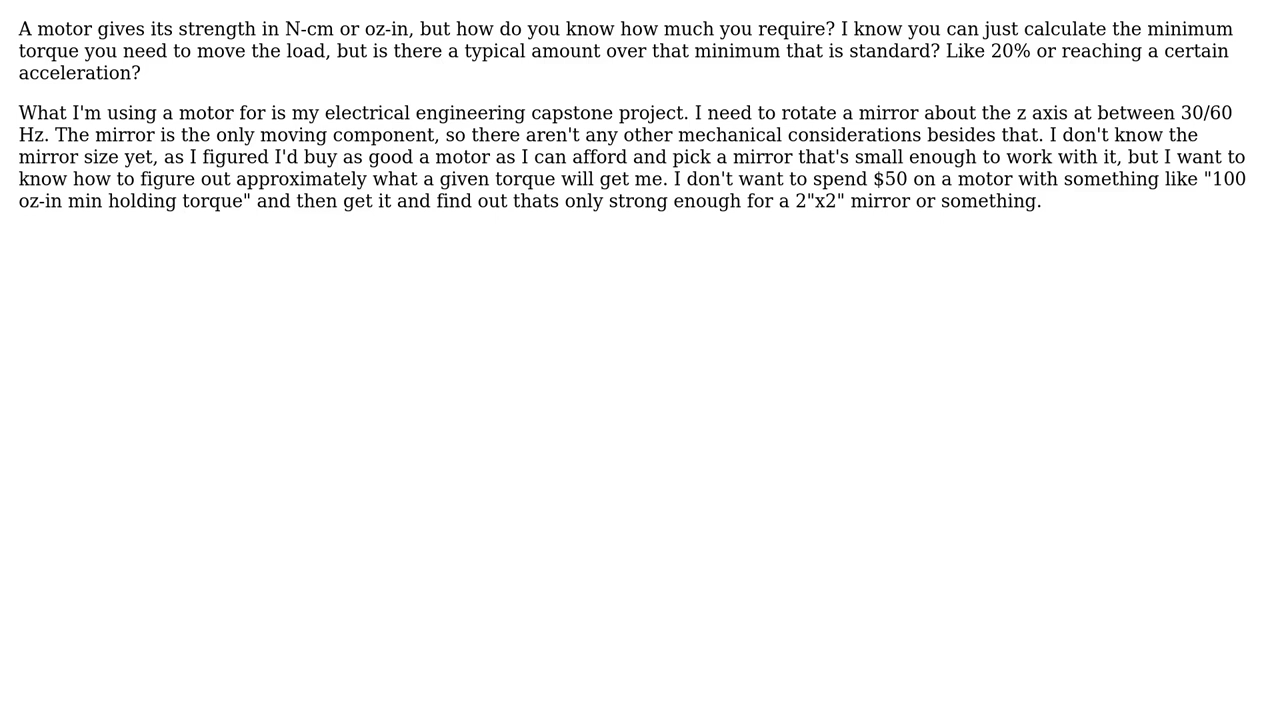 A motor gives its strength in N-cm or oz-in, but how do you know how much you require? I know you can just calculate the minimum
torque you need to move the load, but is there a typical amount over that minimum that is standard? Like 20% or reaching a certain
acceleration?
What I'm using a motor for is my electrical engineering capstone project. I need to rotate a mirror about the z axis at between 30/60
Hz. The mirror is the only moving component, so there aren't any other mechanical considerations besides that. I don't know the
mirror size yet, as I figured I'd buy as good a motor as I can afford and pick a mirror that's small enough to work with it, but I want to
know how to figure out approximately what a given torque will get me. I don't want to spend $50 on a motor with something like "100
oz-in min holding torque" and then get it and find out thats only strong enough for a 2"x2" mirror or something.